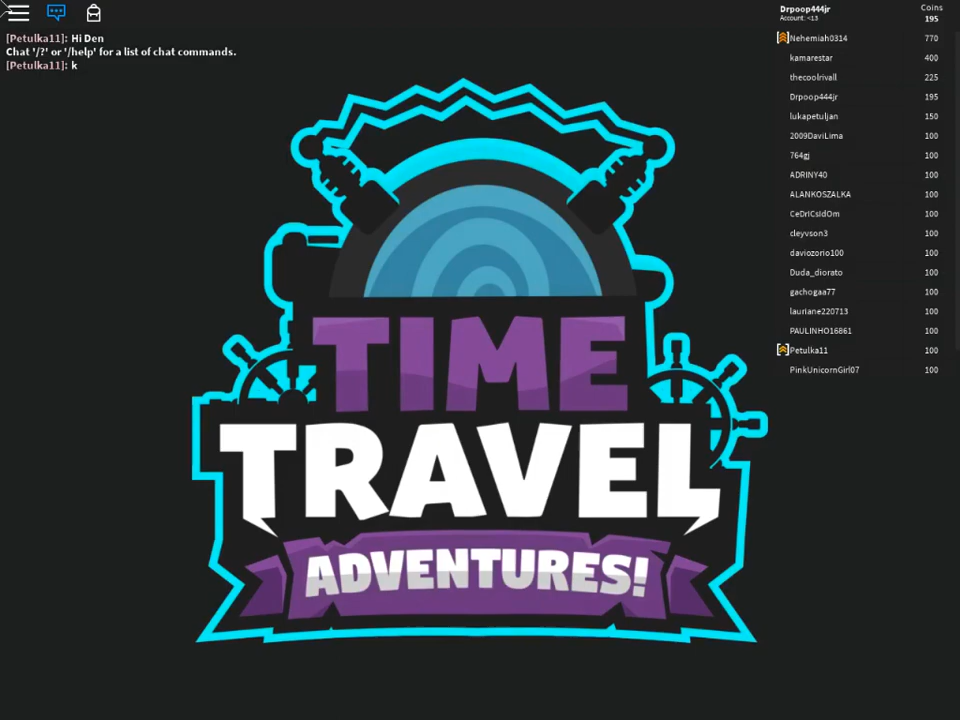 Drpoop444jr
Account: <13
Coins
195
[Petulka11]: Hi Den
Chat '/?' or '/help' for a list of chat commands.
[Petulka11]: k
Nehemiah0314 770
kamarestar 400
thecoolrivall 225
Drpoop444jr 195
lukapetuljan 150
2009DaviLima 100
764gj 100
ADRINY40 100
ALANKOSZALKA 100
CeDrICsIdOm 100
cleyvson3 100
daviozorio100 100
Duda_diorato 100
gachogaa77 100
lauriane220713 100
PAULINHO16861 100
Petulka11 100
PinkUnicornGirl07 100
TIME
TRAVEL
ADVENTURES!